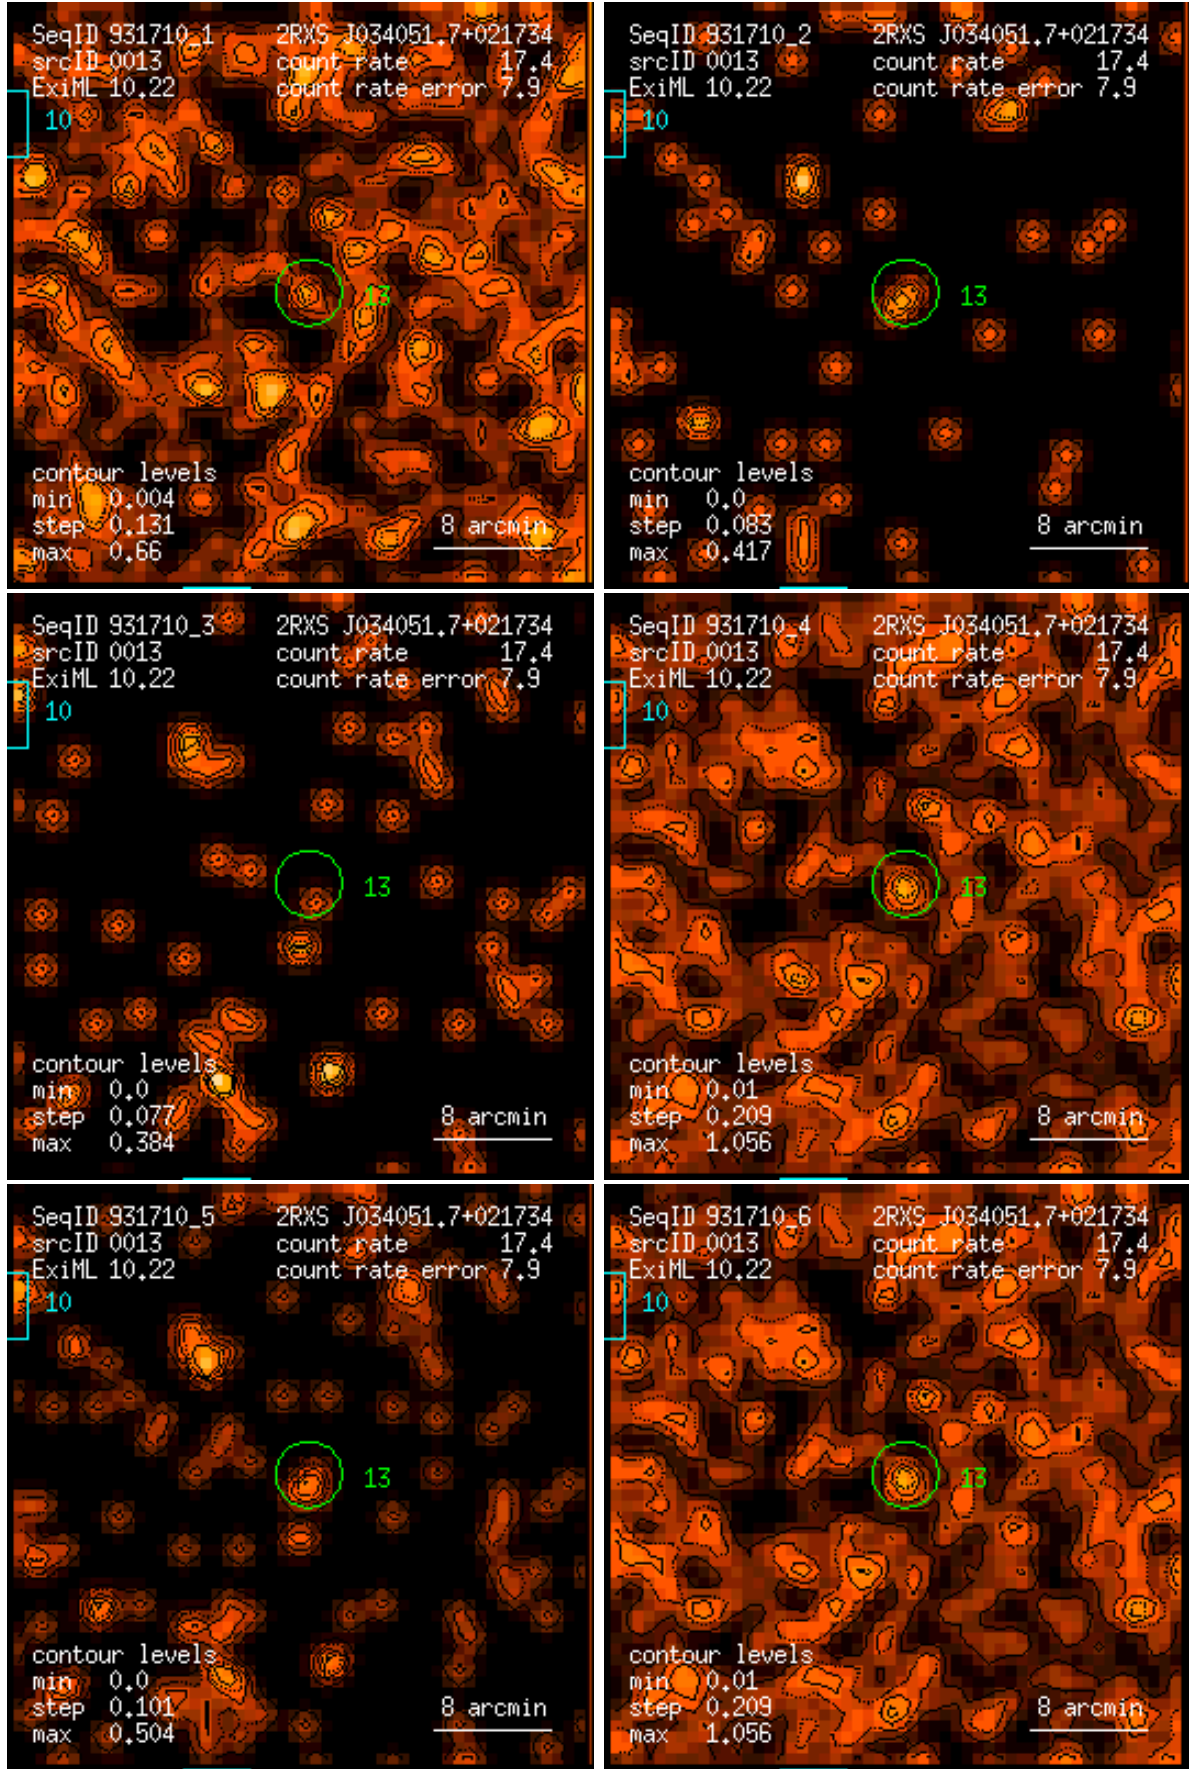 SeqID 931710_1 2RXS J034051.7+021734
srcID 0013 count rate 17.4
ExiML 10.22 count rate error 7.9
10
13
contour levels
min 0.004
step 0.131 8 arcmin
max 0.66
SeqID 931710_2 2RXS J034051.7+021734
srcID 0013 count rate 17.4
ExiML 10.22 count rate error 7.9
10
13
contour levels
min 0.0
step 0.083 8 arcmin
max 0.417
SeqID 931710_3 2RXS J034051.7+021734
srcID 0013 count rate 17.4
ExiML 10.22 count rate error 7.9
10
13
contour levels
min 0.0
step 0.077 8 arcmin
max 0.384
SeqID 931710_4 2RXS J034051.7+021734
srcID 0013 count rate 17.4
ExiML 10.22 count rate error 7.9
10
13
contour levels
min 0.01
step 0.209 8 arcmin
max 1.056
SeqID 931710_5 2RXS J034051.7+021734
srcID 0013 count rate 17.4
ExiML 10.22 count rate error 7.9
10
13
contour levels
min 0.0
step 0.101 8 arcmin
max 0.504
SeqID 931710_6 2RXS J034051.7+021734
srcID 0013 count rate 17.4
ExiML 10.22 count rate error 7.9
10
13
contour levels
min 0.01
step 0.209 8 arcmin
max 1.056